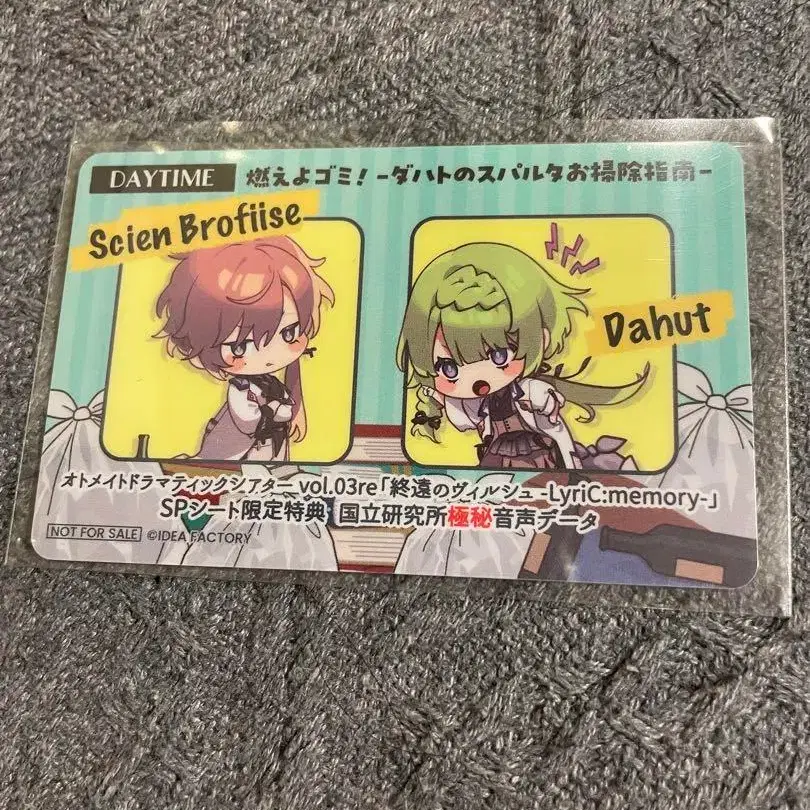 DAYTIME 燃えよゴミ! -ダハトのスパルタお掃除指南-
Scien Brofiise
Dahut
オトメイトドラマティックシアター vol.03re「終遠のヴィルシュ -LyriC:memory-」
SPシート限定特典 国立研究所極秘音声データ
NOT FOR SALE ©IDEA FACTORY